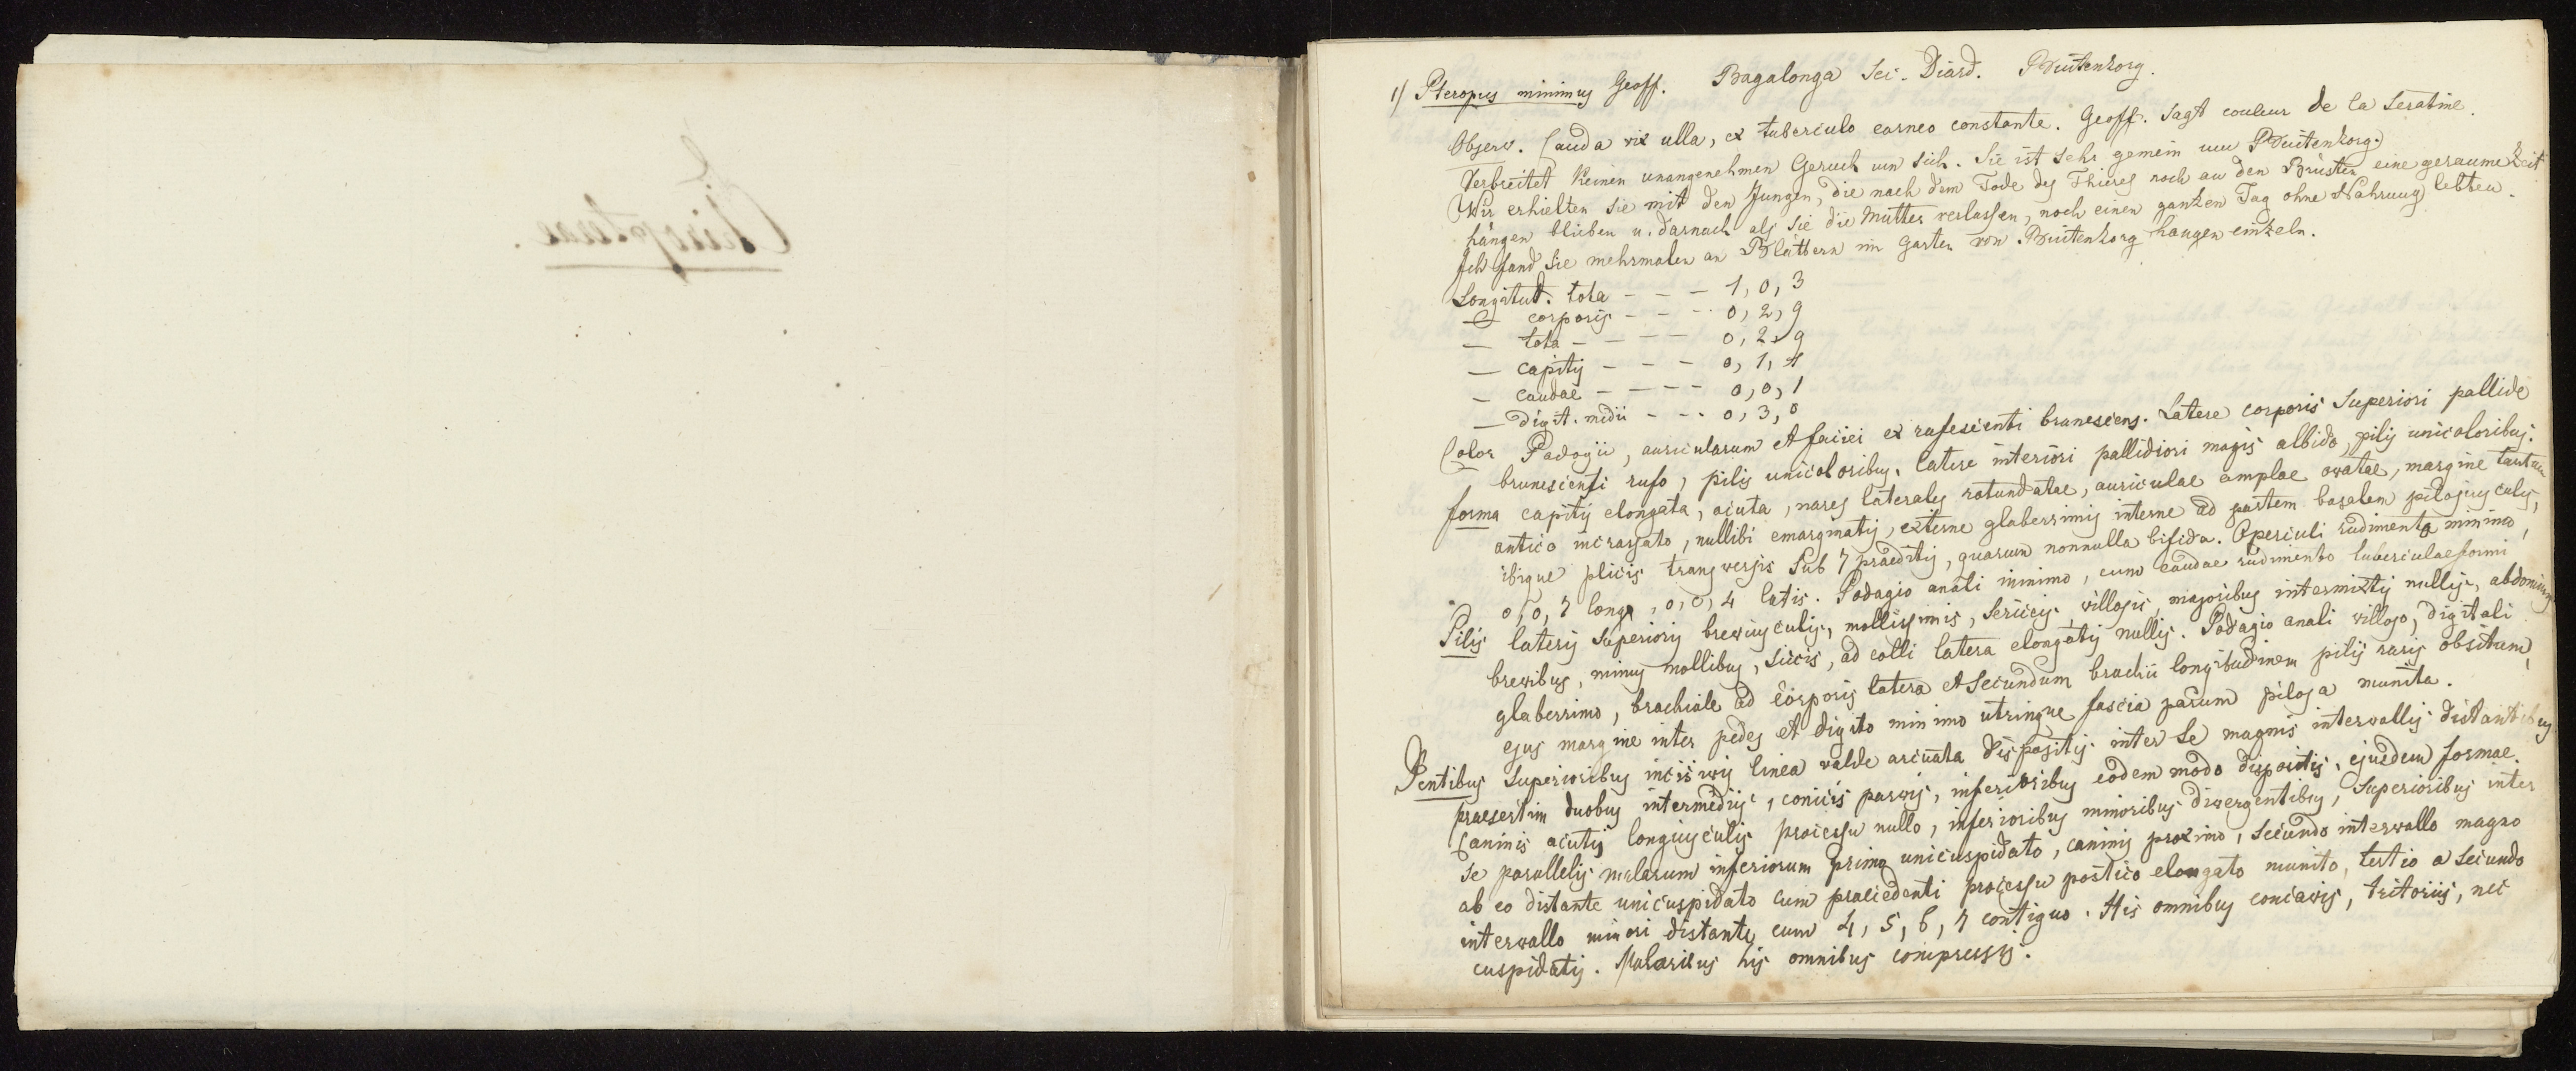 Chiropterae.
1) Pteropus minimus Geoff. Bagalonga sec. Diard. Buitenzorg.
Observ. Cauda vix ulla, ex tuberculo carneo constante. Geoff. sagt couleur de la
Verbreitet keinen unangenehmen Geruch um sich. Sie ist sehr gemein um Buitenzorg.
Wir erhielten sie mit den Jungen, die nach dem Tode des Thieres noch an den Brüsten eine geraume Zeit
hängen blieben u. darnach als sie die Mutter verlassen, noch einen ganzen Tag ohne Nahrung lebten.
Ich fand sie mehrmalen an Blättern im Garten von Buitenzorg hangen einzeln.
Longitud. tota - - - 1, 0, 3
— corporis - - - 0, 2, 9
— tota - - - - 0, 2, 9
— capitis - - - 0, 1, 4
— caudae - - - - 0, 0, 1
— digit. medii - - - 0, 3, 0
Color Padagii, auricularum et faciei ex rufescenti brunescens. Latere corporis superiori pallide
brunescenti rufo, pilis unicoloribus. latere interiori pallidiori magis albido, pilis unicoloribus.
forma capitis elongata, acuta, nares laterales rotundatae, auriculae amplae ovatae, margine tantum
antico incrassato, nullibi emarginatis, externe glaberrimis interne ad partem basalem pilosiusculis,
ibique plicis transversis sub 7 praeditis, quarum nonnulla bifida. Operculi rudimento minimo,
0, 0, 7 longa, 0, 0, 4 latis. Padagio anali minimo, cum caudae rudimento tuberculaeformi
Pilis lateris superioris breviusculis, mollissimis, sericeis, villosis, majoribus intermixtis nullis, abdominis
brevibus, minus mollibus, siccis, ad colli latera elongatis nullis. Padagio anali villoso, digitali
glaberrimo, brachiale ad corporis latera et secundum brachii longitudinem pilis raris obsitum,
ejus margine inter pedes et digito minimo utrinque fascia parum pilosa munita.
Dentibus superioribus incisivis linea valde arcuata dispositis inter se magnis intervallis distantibus
praesertim duobus intermediis, conicis parvis, inferioribus eodem modo dispositis, ejusdem formae.
Caninis acutis longiusculis processu nullo, inferioribus minoribus divergentibus, superioribus inter
se parallelis molarum inferiorum primo unicuspidato, caninis proximo, secundo intervallo magno
ab eo distante unicuspidato cum praecedenti processu postico elongato munito, tertio a secundo
intervallo minori distante, cum 4, 5, 6, 7 contiguo. His omnibus concavis, tritoriis, nec
cuspidatis. Molaribus his omnibus compressis.